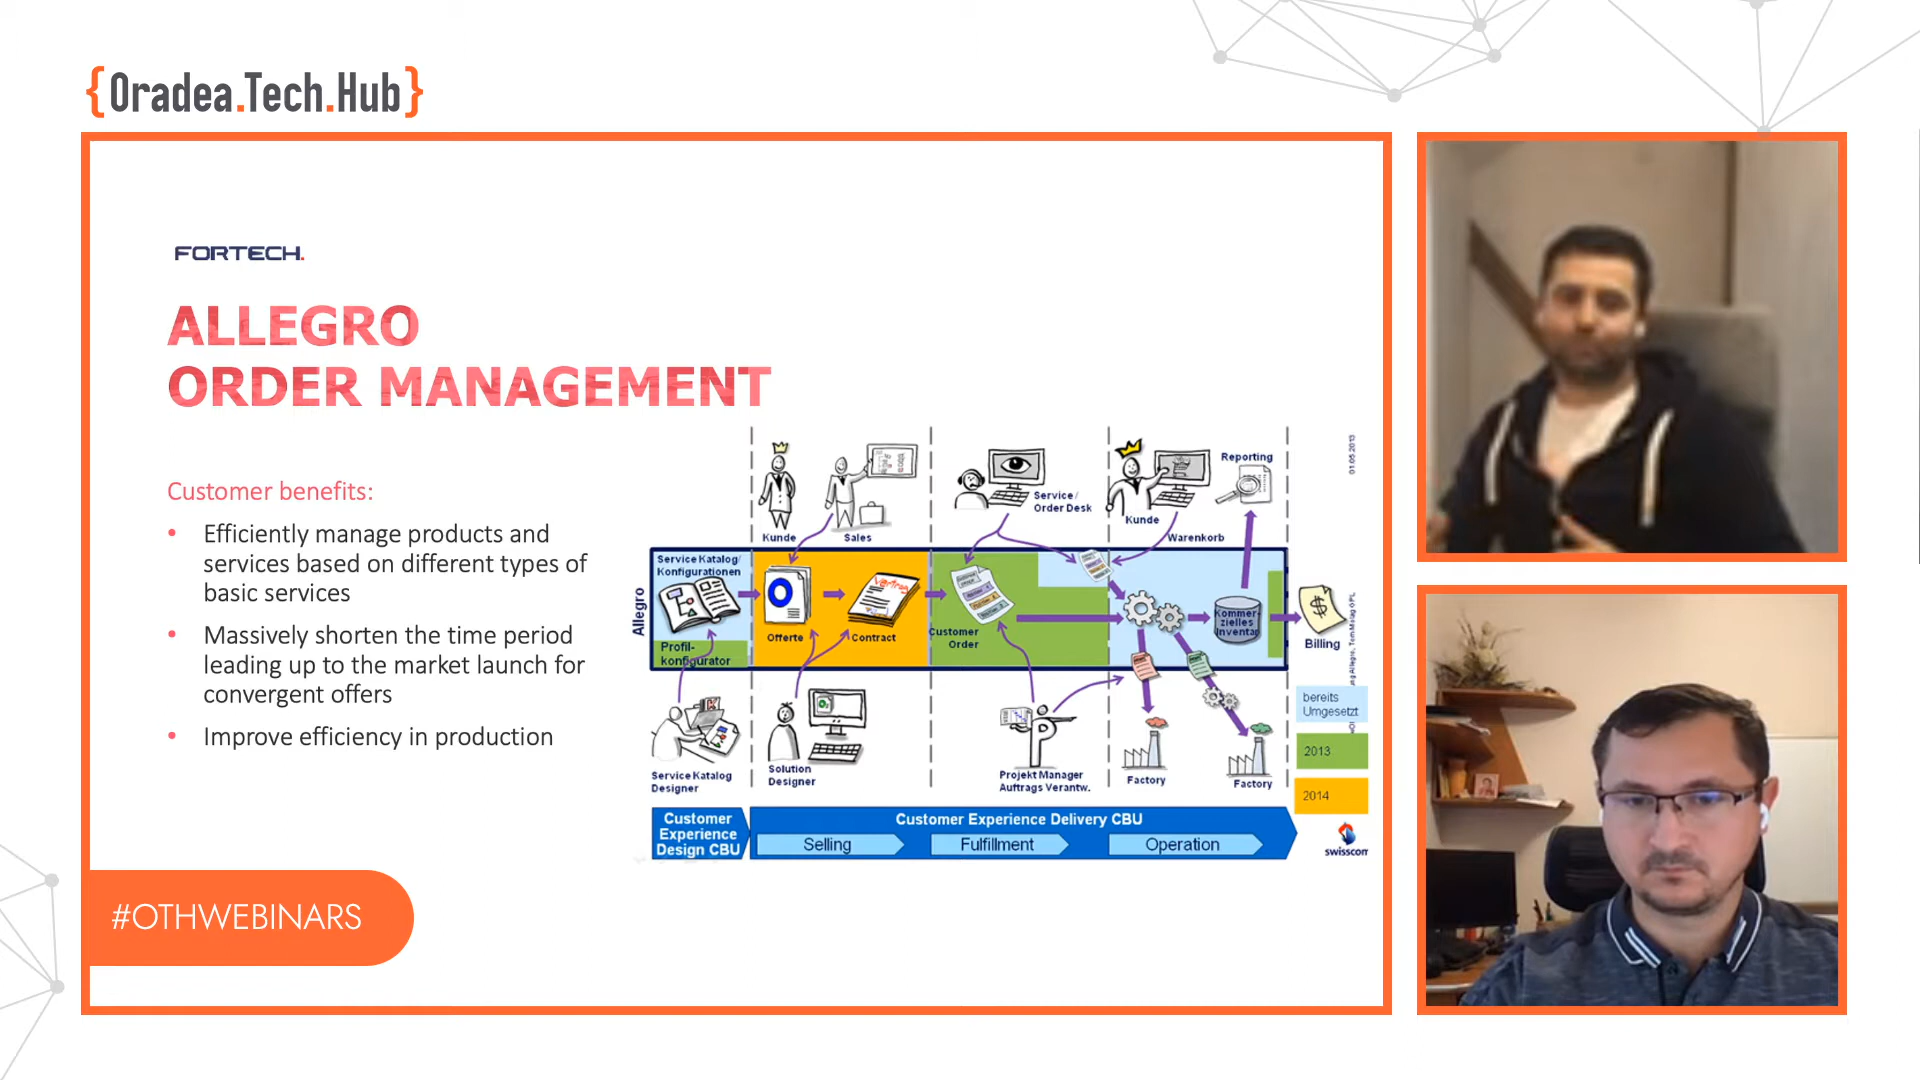 {Oradea.Tech.Hub}
FORTECH.
ALLEGRO
ORDER MANAGEMENT
Customer benefits:
• Efficiently manage products and
services based on different types of
basic services
• Massively shorten the time period
leading up to the market launch for
convergent offers
• Improve efficiency in production
#OTHWEBINARS
Kunde
Sales
Service /
Order Desk
Kunde
Warenkorb
Reporting
01.05.2013
Allegro
Service Katalog/
Konfigurationen
Profil-
konfigurator
Offerte
Vertrag
Contract
Customer
Order
Kommer-
zielles
Inventar
Billing
Service Katalog
Designer
Solution
Designer
Projekt Manager
Auftrags Verantw.
Factory
Factory
bereits
Umgesetzt
2013
2014
Customer
Experience
Design CBU
Customer Experience Delivery CBU
Selling
Fulfillment
Operation
swisscom